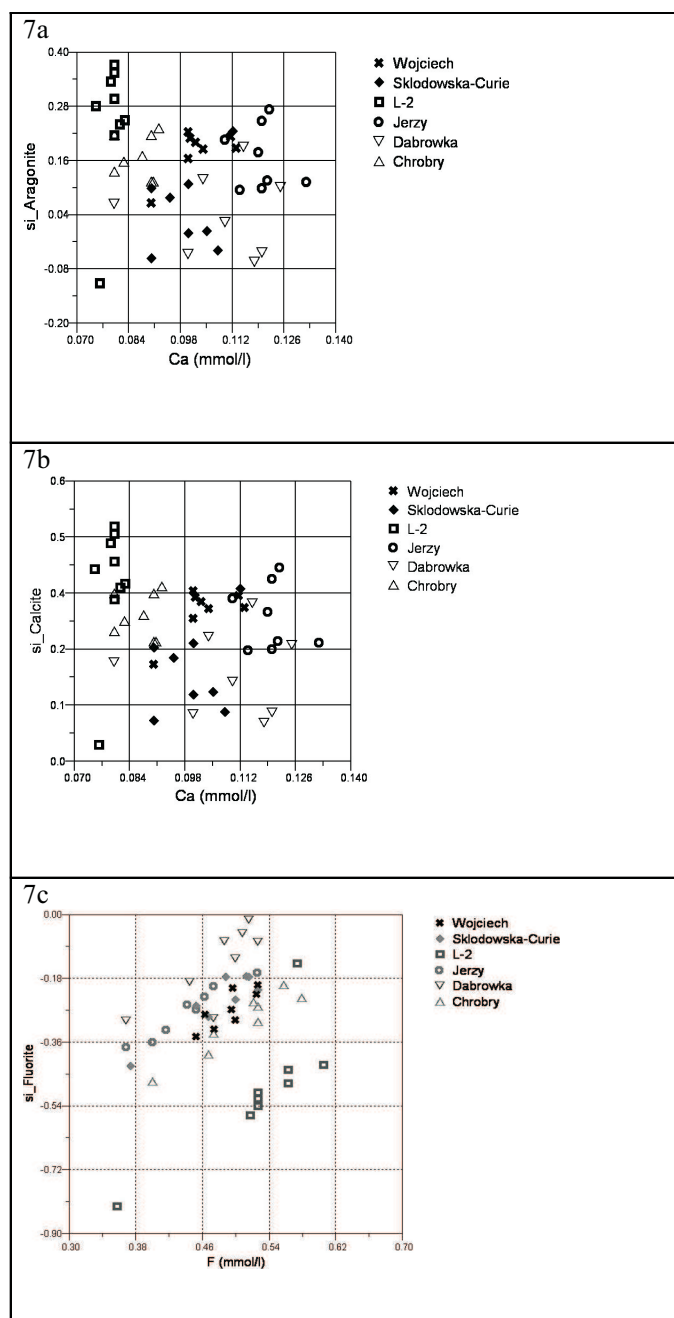 7a
0.40
0.28
0.16
0.04
-0.08
-0.20
si_Aragonite
0.070 0.084 0.098 0.112 0.126 0.140
Ca (mmol/l)
Wojciech
Sklodowska-Curie
L-2
Jerzy
Dabrowka
Chrobry
7b
0.6
0.5
0.4
0.2
0.1
0.0
si_Calcite
0.070 0.084 0.098 0.112 0.126 0.140
Ca (mmol/l)
Wojciech
Sklodowska-Curie
L-2
Jerzy
Dabrowka
Chrobry
7c
0.00
-0.18
-0.36
-0.54
-0.72
-0.90
si_Fluorite
0.30 0.38 0.46 0.54 0.62 0.70
F (mmol/l)
Wojciech
Sklodowska-Curie
L-2
Jerzy
Dabrowka
Chrobry